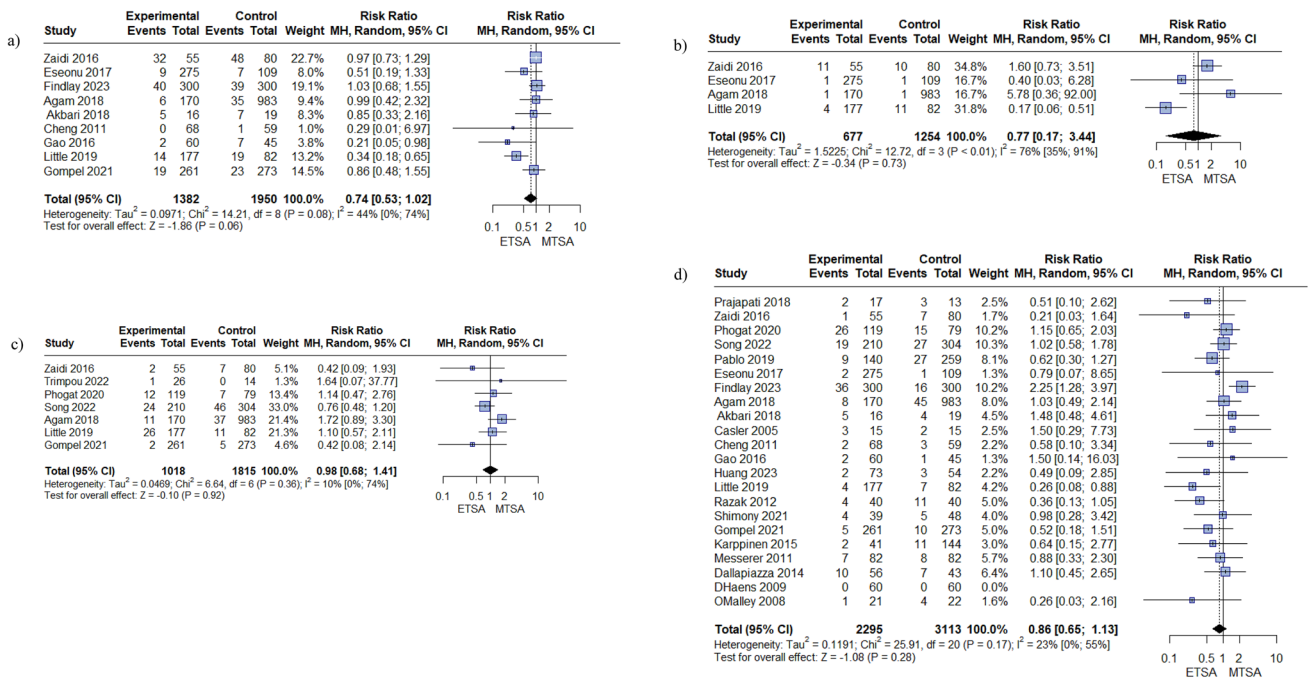 a)
Experimental Control Risk Ratio
Study Events Total Events Total Weight MH, Random, 95% CI MH, Random, 95% CI
Zaidi 2016 32 55 48 80 22.7% 0.97 [0.73; 1.29]
Eseonu 2017 9 275 7 109 8.0% 0.51 [0.19; 1.33]
Findlay 2023 40 300 39 300 19.1% 1.03 [0.68; 1.55]
Agam 2018 6 170 35 983 9.4% 0.99 [0.42; 2.32]
Akbari 2018 5 16 7 19 8.8% 0.85 [0.33; 2.16]
Cheng 2011 0 68 1 59 1.0% 0.29 [0.01; 6.97]
Gao 2016 2 60 7 45 3.3% 0.21 [0.05; 0.98]
Little 2019 14 177 19 82 13.2% 0.34 [0.18; 0.65]
Gompel 2021 19 261 23 273 14.5% 0.86 [0.48; 1.55]
Total (95% CI) 1382 1950 100.0% 0.74 [0.53; 1.02]
Heterogeneity: Tau² = 0.0971; Chi² = 14.21, df = 8 (P = 0.08); I² = 44% [0%; 74%]
Test for overall effect: Z = -1.86 (P = 0.06)
0.1 0.5 1 2 10
ETSA MTSA
b)
Experimental Control Risk Ratio Risk Ratio
Study Events Total Events Total Weight MH, Random, 95% CI MH, Random, 95% CI
Zaidi 2016 11 55 10 80 34.8% 1.60 [0.73; 3.51]
Eseonu 2017 1 275 1 109 16.7% 0.40 [0.03; 6.28]
Agam 2018 1 170 1 983 16.7% 5.78 [0.36; 92.00]
Little 2019 4 177 11 82 31.8% 0.17 [0.06; 0.51]
Total (95% CI) 677 1254 100.0% 0.77 [0.17; 3.44]
Heterogeneity: Tau² = 1.5225; Chi² = 12.72, df = 3 (P < 0.01); I² = 76% [35%; 91%]
Test for overall effect: Z = -0.34 (P = 0.73)
0.1 0.5 1 2 10
ETSA MTSA
c)
Experimental Control Risk Ratio Risk Ratio
Study Events Total Events Total Weight MH, Random, 95% CI MH, Random, 95% CI
Zaidi 2016 2 55 7 80 5.1% 0.42 [0.09; 1.93]
Trimpou 2022 1 26 0 14 1.3% 1.64 [0.07; 37.77]
Phogat 2020 12 119 7 79 14.0% 1.14 [0.47; 2.76]
Song 2022 24 210 46 304 33.0% 0.76 [0.48; 1.20]
Agam 2018 11 170 37 983 21.5% 1.72 [0.89; 3.30]
Little 2019 26 177 11 82 20.6% 1.10 [0.57; 2.11]
Gompel 2021 2 261 5 273 4.6% 0.42 [0.08; 2.14]
Total (95% CI) 1018 1815 100.0% 0.98 [0.68; 1.41]
Heterogeneity: Tau² = 0.0469; Chi² = 6.64, df = 6 (P = 0.36); I² = 10% [0%; 74%]
Test for overall effect: Z = -0.10 (P = 0.92)
0.1 0.5 1 2 10
ETSA MTSA
d)
Experimental Control Risk Ratio Risk Ratio
Study Events Total Events Total Weight MH, Random, 95% CI MH, Random, 95% CI
Prajapati 2018 2 17 3 13 2.5% 0.51 [0.10; 2.62]
Zaidi 2016 1 55 7 80 1.7% 0.21 [0.03; 1.64]
Phogat 2020 26 119 15 79 10.2% 1.15 [0.65; 2.03]
Song 2022 19 210 27 304 10.3% 1.02 [0.58; 1.78]
Pablo 2019 9 140 27 259 7.8% 0.62 [0.30; 1.27]
Eseonu 2017 2 275 1 109 1.3% 0.79 [0.07; 8.65]
Findlay 2023 36 300 16 300 10.2% 2.25 [1.28; 3.97]
Agam 2018 8 170 45 983 7.6% 1.03 [0.49; 2.14]
Akbari 2018 5 16 4 19 4.4% 1.48 [0.48; 4.61]
Casler 2005 3 15 2 15 2.5% 1.50 [0.29; 7.73]
Cheng 2011 2 68 3 59 2.2% 0.58 [0.10; 3.34]
Gao 2016 2 60 1 45 1.3% 1.50 [0.14; 16.03]
Huang 2023 2 73 3 54 2.2% 0.49 [0.09; 2.85]
Little 2019 4 177 7 82 4.0% 0.26 [0.08; 0.88]
Razak 2012 4 40 11 40 5.0% 0.36 [0.13; 1.05]
Shimony 2021 4 39 5 48 3.9% 0.98 [0.28; 3.42]
Gompel 2021 5 261 10 273 4.9% 0.52 [0.18; 1.51]
Karppinen 2015 2 41 11 144 3.0% 0.64 [0.15; 2.77]
Messerer 2011 7 82 8 82 5.5% 0.88 [0.33; 2.30]
Dallapiazza 2014 10 56 7 43 6.4% 1.10 [0.45; 2.65]
DHaens 2009 0 60 0 60 0.0%
OMalley 2008 1 21 4 22 1.6% 0.26 [0.03; 2.16]
Total (95% CI) 2295 3113 100.0% 0.86 [0.65; 1.13]
Heterogeneity: Tau² = 0.1191; Chi² = 25.91, df = 20 (P = 0.17); I² = 23% [0%; 55%]
Test for overall effect: Z = -1.08 (P = 0.28)
0.1 0.5 1 2 10
ETSA MTSA